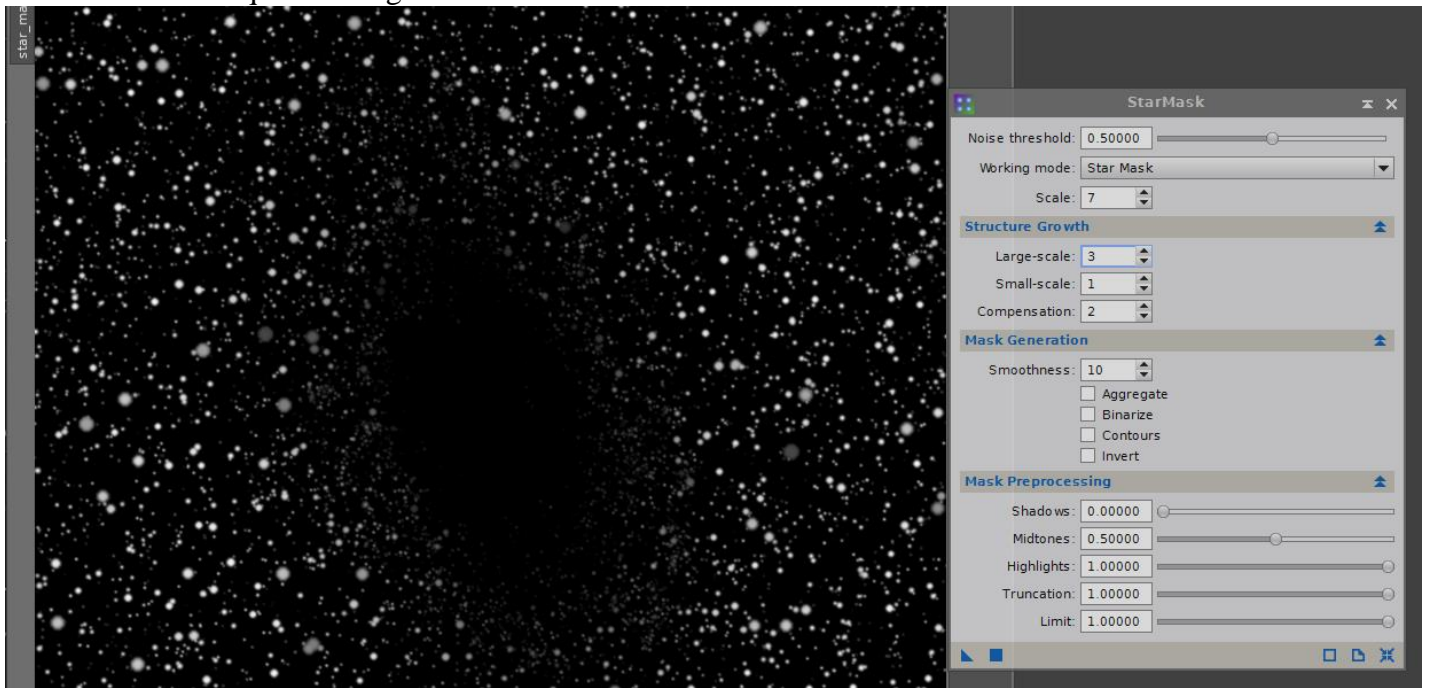 star_ma
StarMask
Noise threshold: 0.50000
Working mode: Star Mask
Scale: 7
Structure Growth
Large-scale: 3
Small-scale: 1
Compensation: 2
Mask Generation
Smoothness: 10
Aggregate
Binarize
Contours
Invert
Mask Preprocessing
Shadows: 0.00000
Midtones: 0.50000
Highlights: 1.00000
Truncation: 1.00000
Limit: 1.00000